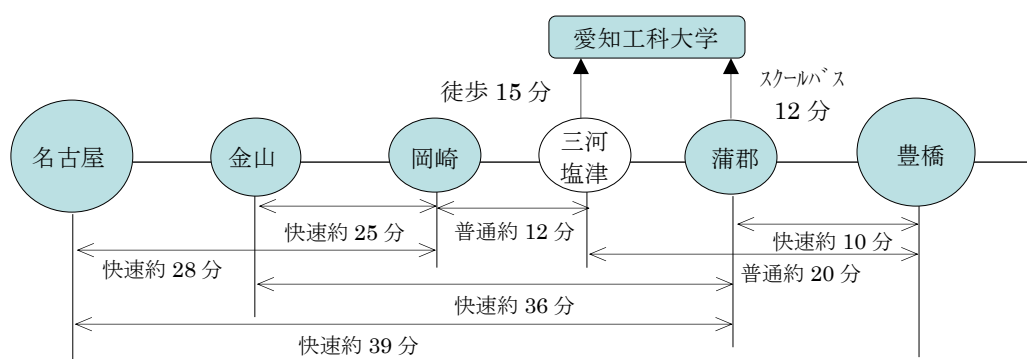 愛知工科大学
徒歩 15 分
スクールバス
12 分
名古屋
金山
岡崎
三河
塩津
蒲郡
豊橋
快速約 25 分
普通約 12 分
快速約 10 分
快速約 28 分
普通約 20 分
快速約 36 分
快速約 39 分